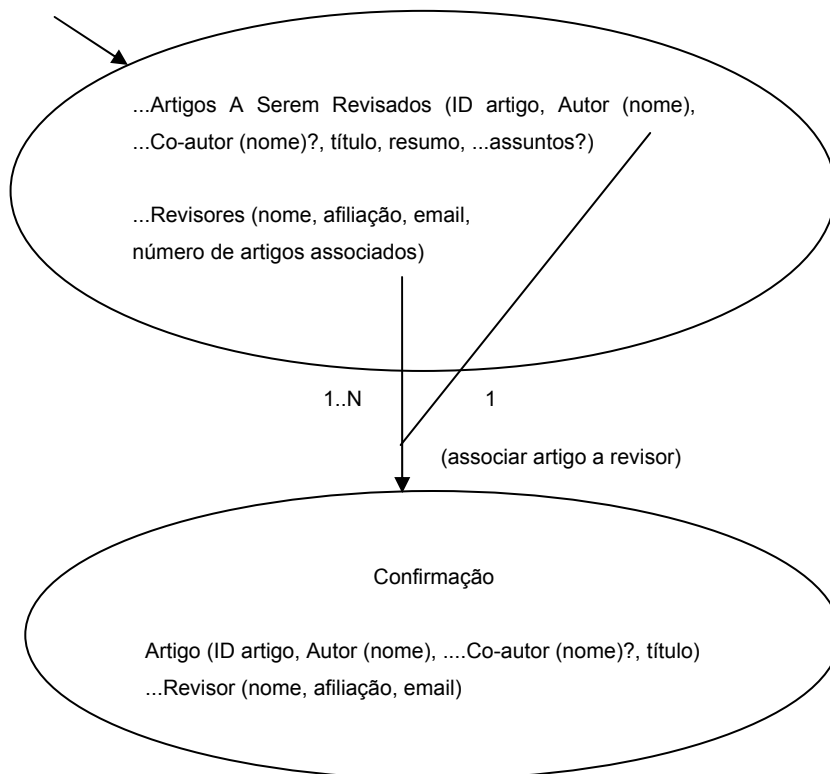 ...Artigos A Serem Revisados (ID artigo, Autor (nome),
...Co-autor (nome)?, título, resumo, ...assuntos?)
...Revisores (nome, afiliação, email,
número de artigos associados)
1..N 1
(associar artigo a revisor)
Confirmação
Artigo (ID artigo, Autor (nome), ....Co-autor (nome)?, título)
...Revisor (nome, afiliação, email)